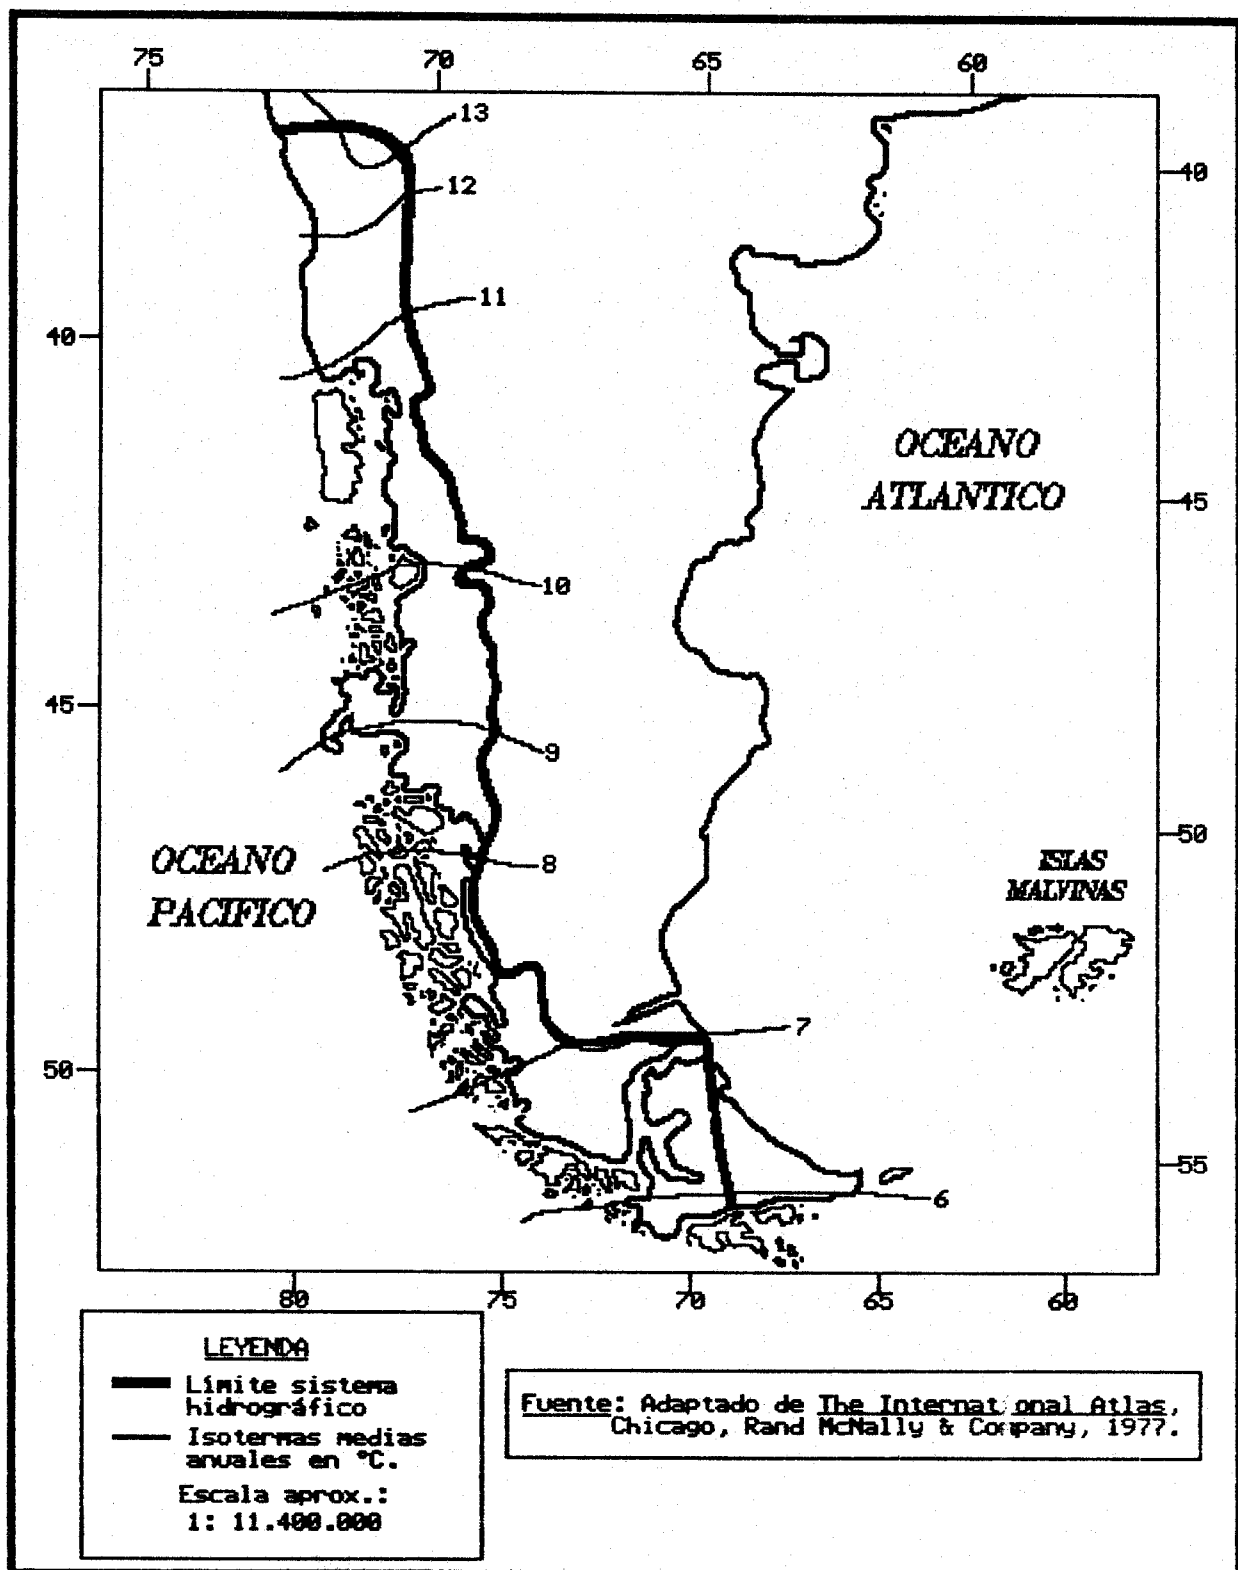 75 70 65 60
13
40
12
11
40
OCEANO
ATLANTICO
45
10
45
9
50
OCEANO
PACIFICO
8
ISLAS
MALVINAS
7
50
55
6
80 75 70 65 60
LEYENDA
Límite sistema
hidrográfico
Isotermas medias
anuales en °C.
Escala aprox.:
1: 11.400.000
Fuente: Adaptado de The Internat onal Atlas,
Chicago, Rand McNally & Company, 1977.